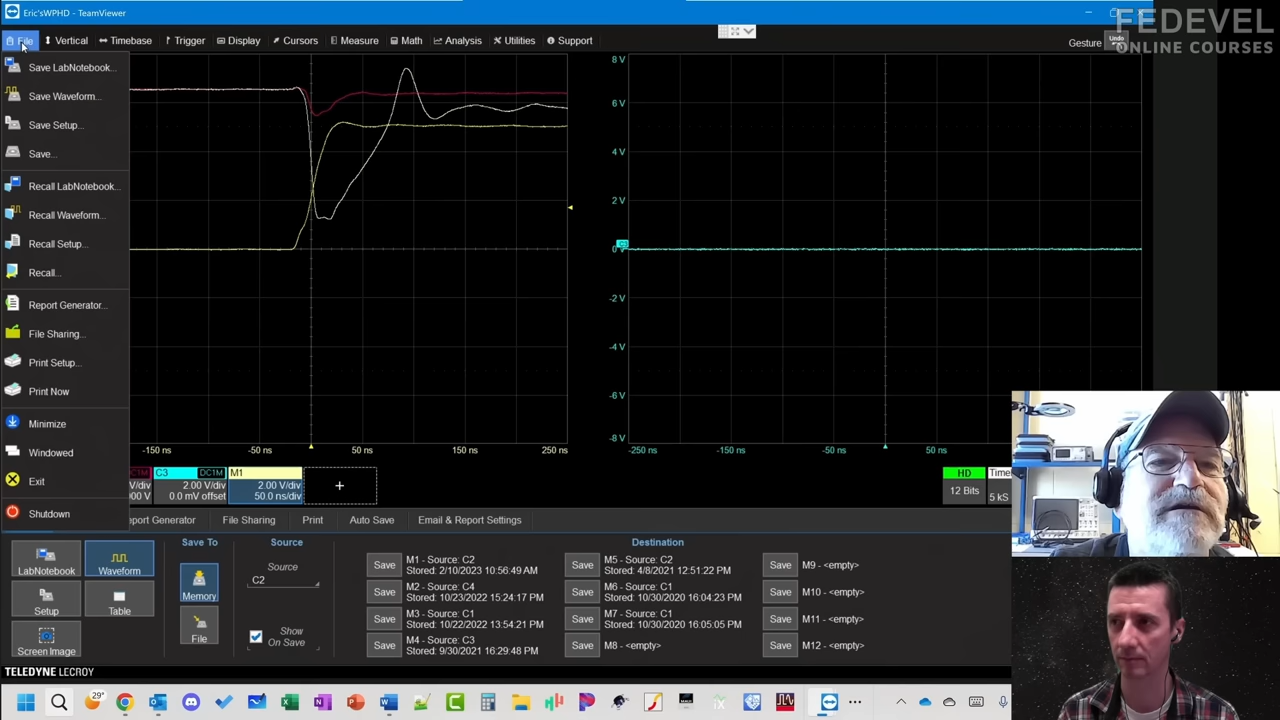 Eric'sWPHD - TeamViewer
FEDEVEL
ONLINE COURSES
File
Vertical
Timebase
Trigger
Display
Cursors
Measure
Math
Analysis
Utilities
Support
Gesture
Undo
Save LabNotebook...
Save Waveform...
Save Setup...
Save...
Recall LabNotebook...
Recall Waveform...
Recall Setup...
Recall...
Report Generator...
File Sharing...
Print Setup...
Print Now
Minimize
Windowed
Exit
Shutdown
8 V
6 V
4 V
2 V
0 V
-2 V
-4 V
-6 V
-8 V
C3
-150 ns
-50 ns
50 ns
150 ns
250 ns
-250 ns
-150 ns
-50 ns
50 ns
DC1M
V/div
000 V
C3 DC1M
2.00 V/div
0.0 mV offset
M1
2.00 V/div
50.0 ns/div
+
HD
12 Bits
Time
5 kS
eport Generator
File Sharing
Print
Auto Save
Email & Report Settings
LabNotebook
Waveform
Setup
Table
Screen Image
Save To
Memory
File
Source
Source
C2
Show
On Save
Destination
Save
M1 - Source: C2
Stored: 2/10/2023 10:56:49 AM
Save
M2 - Source: C4
Stored: 10/23/2022 15:24:17 PM
Save
M3 - Source: C1
Stored: 10/22/2022 13:54:21 PM
Save
M4 - Source: C3
Stored: 9/30/2021 16:29:48 PM
Save
M5 - Source: C2
Stored: 4/8/2021 12:51:22 PM
Save
M6 - Source: C1
Stored: 10/30/2020 16:04:23 PM
Save
M7 - Source: C1
Stored: 10/30/2020 16:05:05 PM
Save
M8 - <empty>
Save
M9 - <empty>
Save
M10 - <empty>
Save
M11 - <empty>
Save
M12 - <empty>
TELEDYNE LECROY
29°